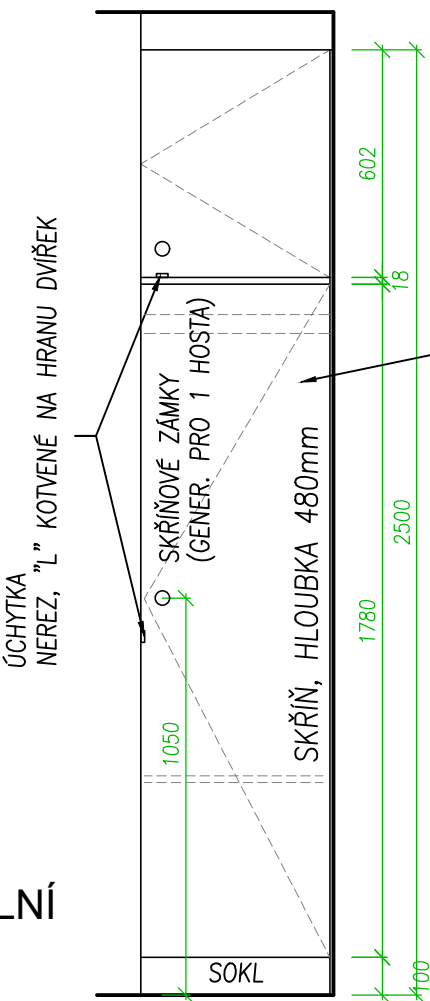 ÚCHYTKA
NEREZ, "L" KOTVENÉ NA HRANU DVÍŘEK
SKŘÍŇOVÉ ZÁMKY
(GENER. PRO 1 HOSTA)
SKŘÍŇ, HLOUBKA 480mm
602
18
1780
2500
1050
100
SOKL
LNÍ